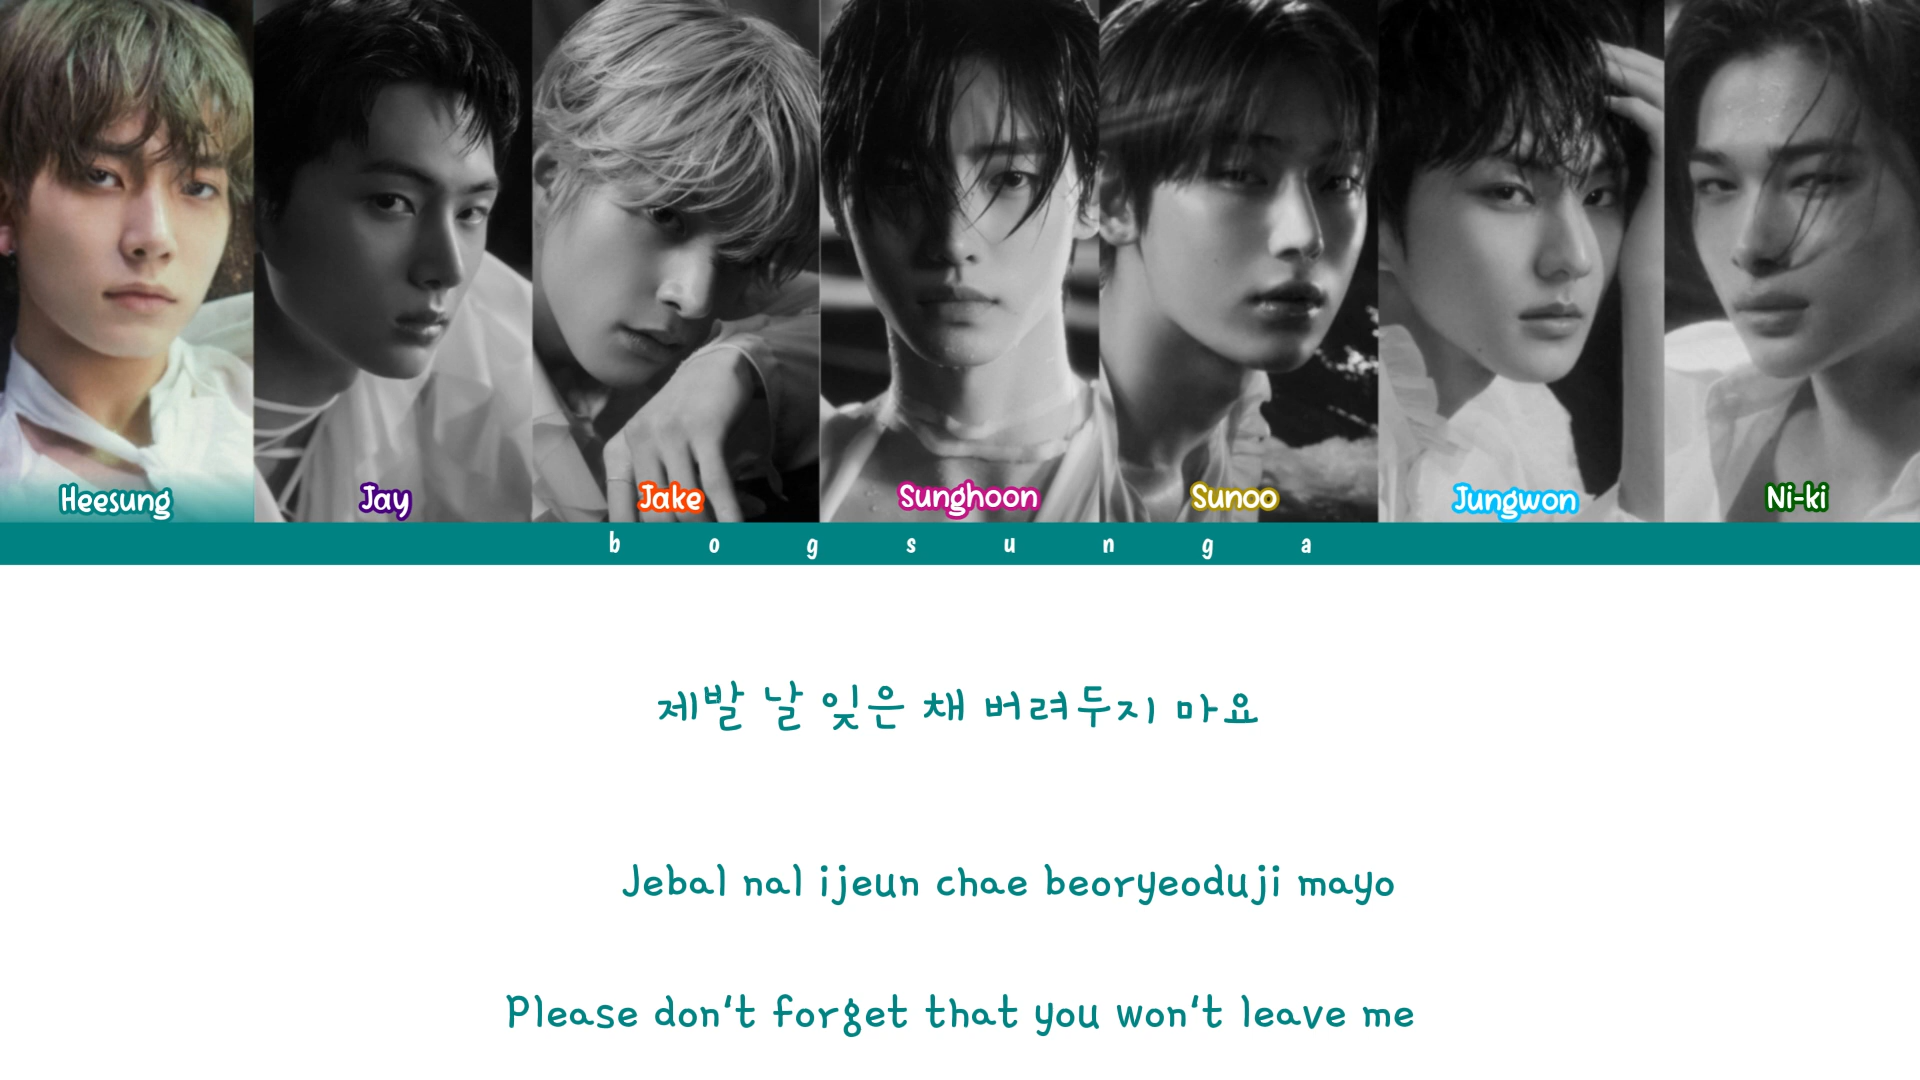 Heesung Jay Jake Sunghoon Sunoo Jungwon Ni-ki
b o g s u n g a
제발 날 잊은 채 버려두지 마요
Jebal nal ijeun chae beoryeoduji mayo
Please don't forget that you won't leave me